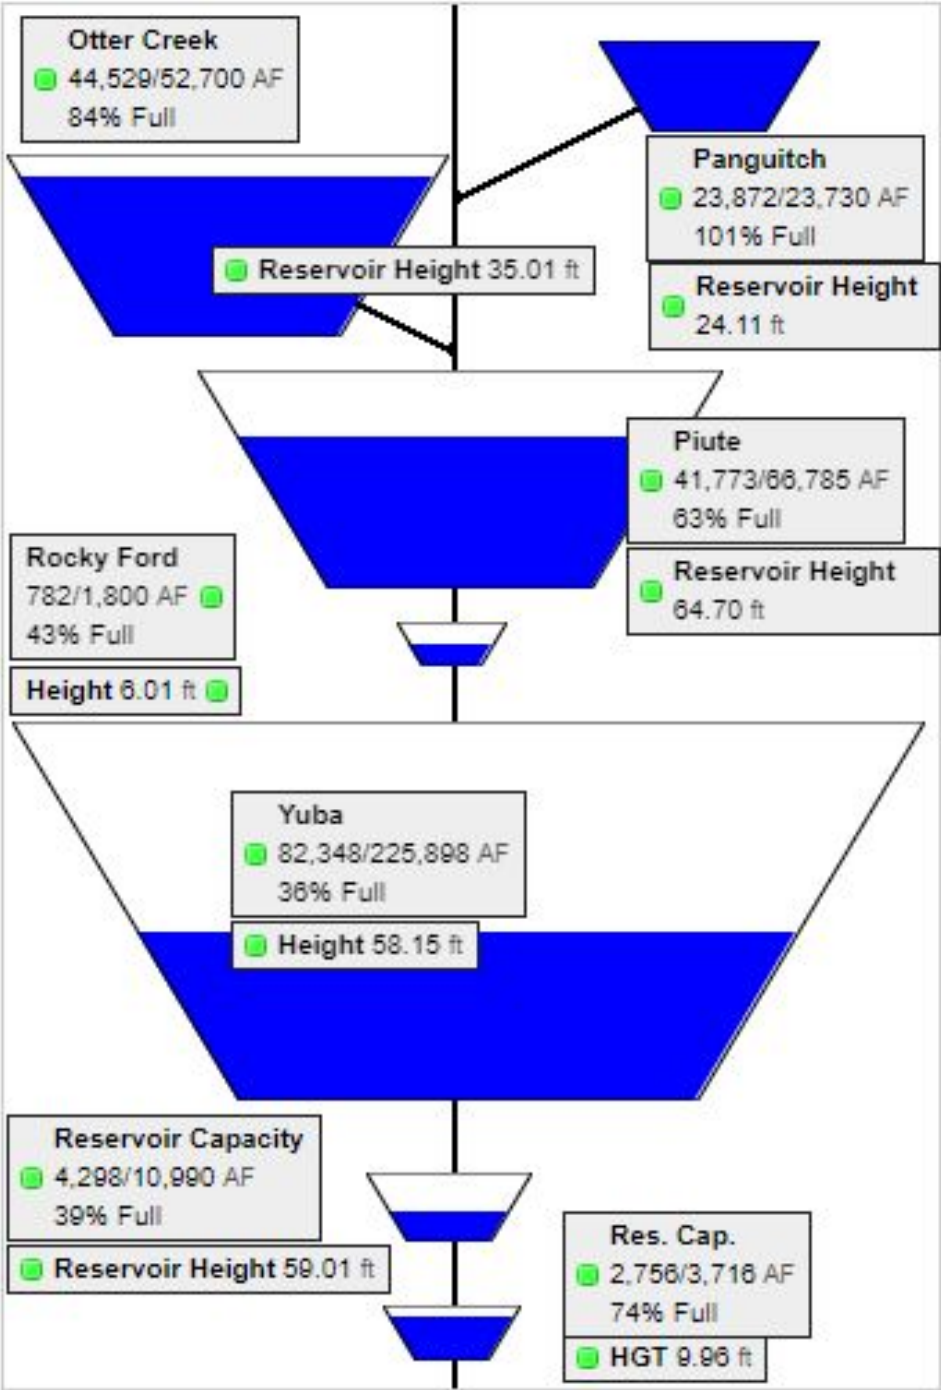 Otter Creek
44,529/52,700 AF
84% Full
Panguitch
23,872/23,730 AF
101% Full
Reservoir Height 35.01 ft
Reservoir Height
24.11 ft
Piute
41,773/66,785 AF
63% Full
Reservoir Height
64.70 ft
Rocky Ford
782/1,800 AF
43% Full
Height 6.01 ft
Yuba
82,348/225,898 AF
36% Full
Height 58.15 ft
Reservoir Capacity
4,298/10,990 AF
39% Full
Reservoir Height 59.01 ft
Res. Cap.
2,756/3,716 AF
74% Full
HGT 9.96 ft